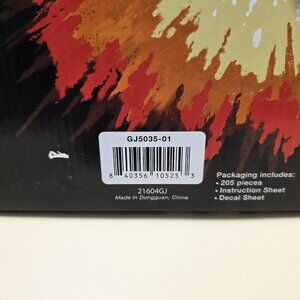 GJ5035-01
8 40356 10525 3
21604GJ
Made in Dongguan, China
Packaging includes:
• 205 pieces
• Instruction Sheet
• Decal Sheet